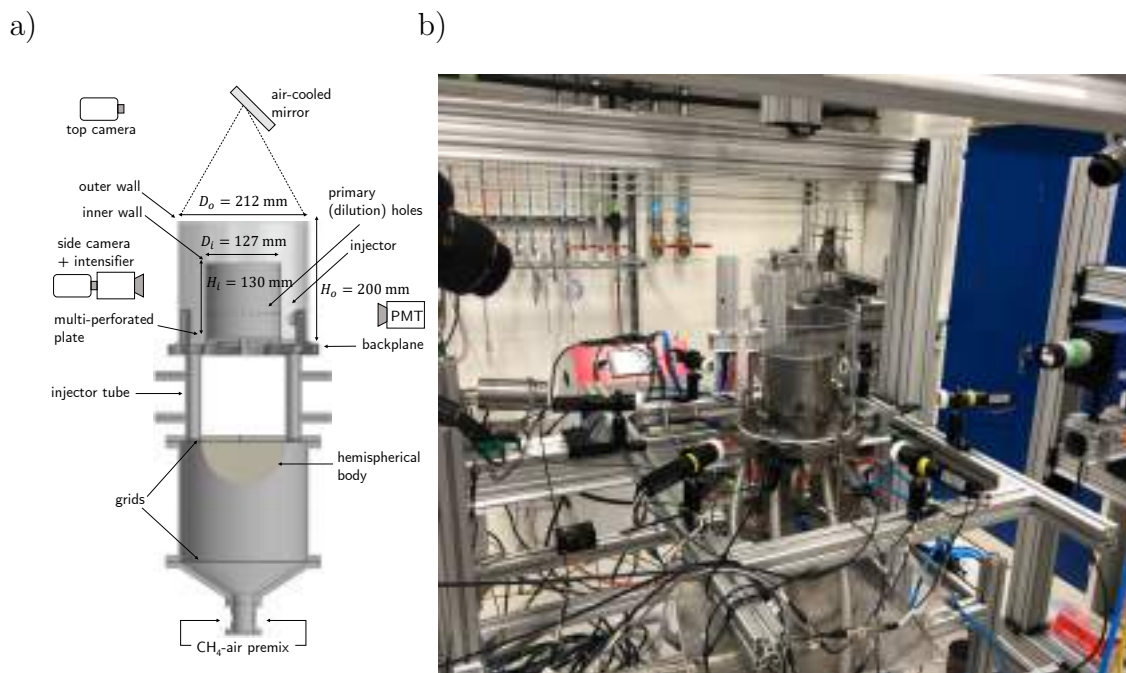 a)
b)
air-cooled
mirror
top camera
outer wall
inner wall
D_o = 212 mm
primary
(dilution) holes
injector
side camera
+ intensifier
D_i = 127 mm
H_i = 130 mm
H_o = 200 mm
PMT
multi-perforated
plate
backplane
injector tube
hemispherical
body
grids
CH₄-air premix